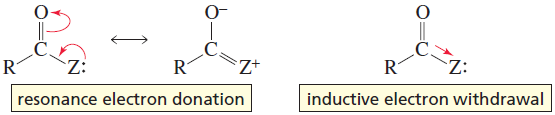 O O⁻ O
C C C
R Z: R Z⁺ R Z:
resonance electron donation inductive electron withdrawal